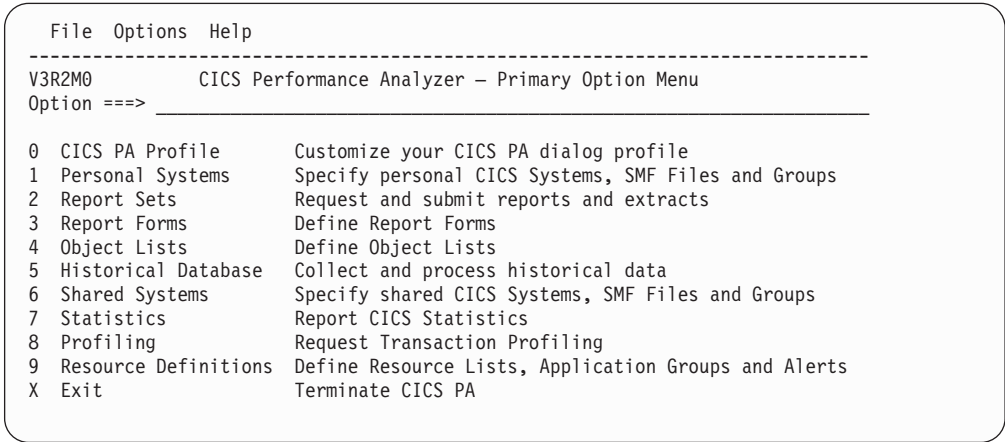 File  Options  Help
-------------------------------------------------------------------------------
V3R2M0              CICS Performance Analyzer – Primary Option Menu
Option ===> ___________________________________________________________________
0  CICS PA Profile       Customize your CICS PA dialog profile
1  Personal Systems      Specify personal CICS Systems, SMF Files and Groups
2  Report Sets           Request and submit reports and extracts
3  Report Forms          Define Report Forms
4  Object Lists          Define Object Lists
5  Historical Database   Collect and process historical data
6  Shared Systems        Specify shared CICS Systems, SMF Files and Groups
7  Statistics            Report CICS Statistics
8  Profiling             Request Transaction Profiling
9  Resource Definitions  Define Resource Lists, Application Groups and Alerts
X  Exit                  Terminate CICS PA